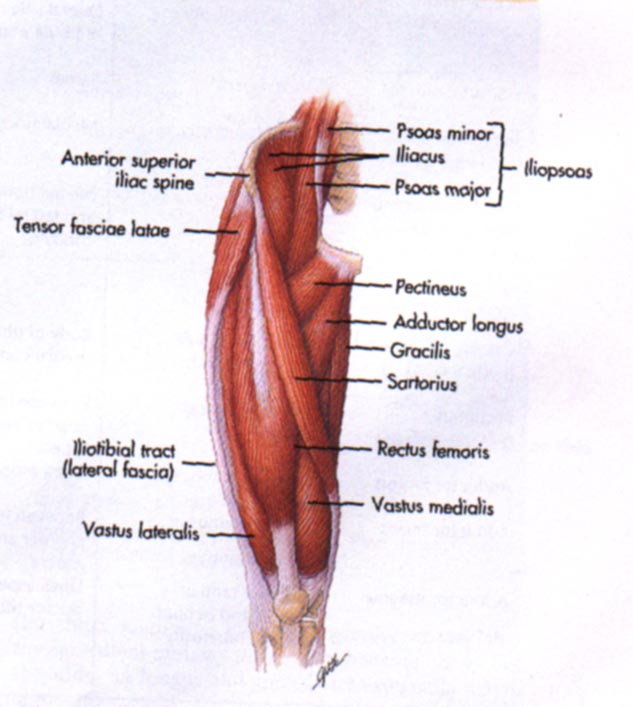 Psoas minor
Iliacus
Psoas major
Iliopsoas
Anterior superior
iliac spine
Tensor fasciae latae
Pectineus
Adductor longus
Gracilis
Sartorius
Iliotibial tract
(lateral fascia)
Rectus femoris
Vastus medialis
Vastus lateralis